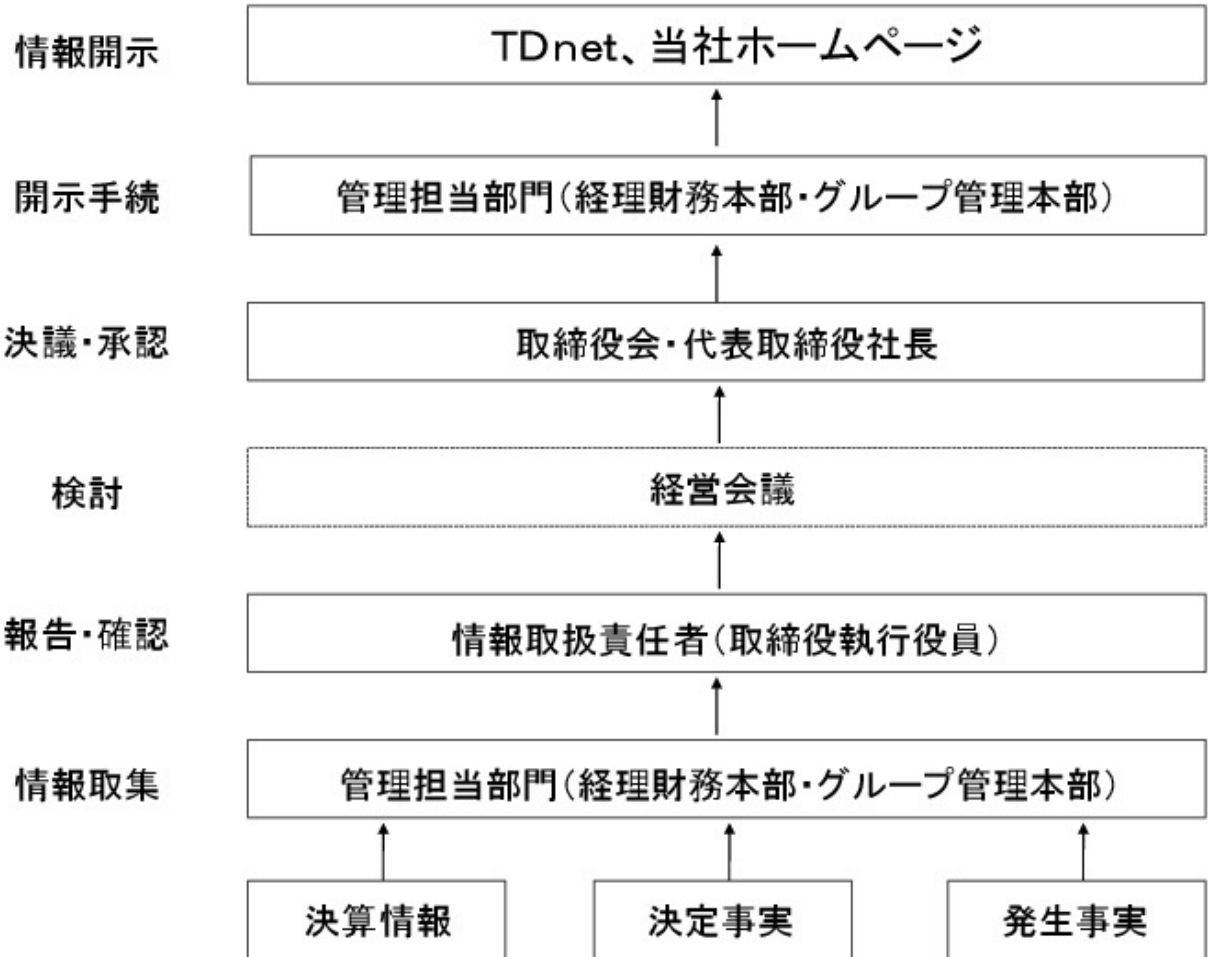 情報開示
TDnet、当社ホームページ
開示手続
管理担当部門(経理財務本部・グループ管理本部)
決議・承認
取締役会・代表取締役社長
検討
経営会議
報告・確認
情報取扱責任者(取締役執行役員)
情報取集
管理担当部門(経理財務本部・グループ管理本部)
決算情報
決定事実
発生事実